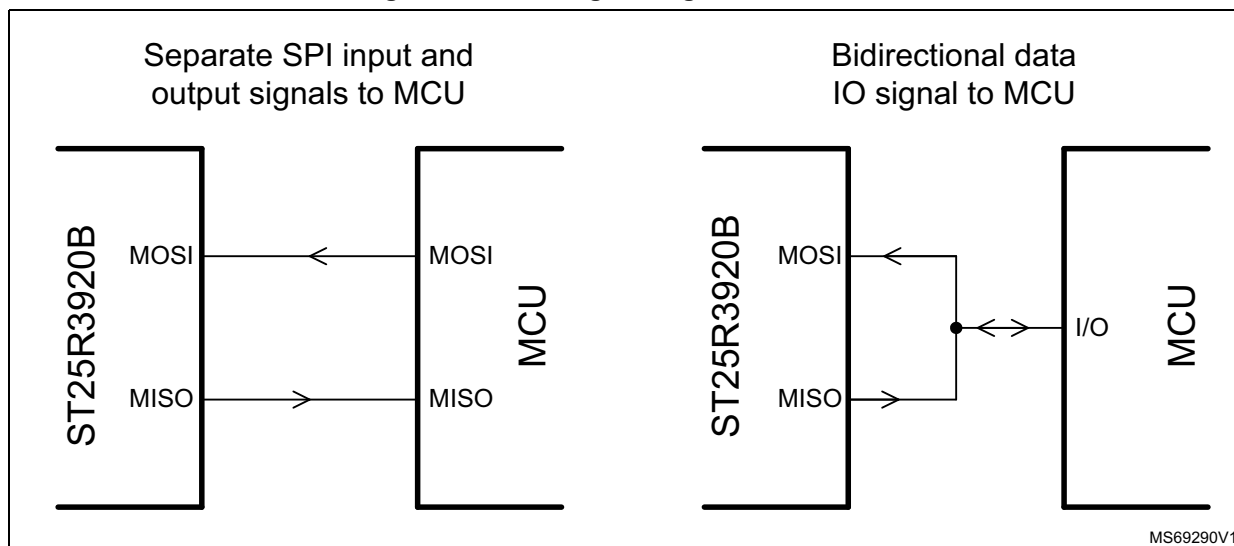 Separate SPI input and
output signals to MCU
ST25R3920B
MOSI
MOSI
MISO
MISO
MCU
Bidirectional data
IO signal to MCU
ST25R3920B
MOSI
MISO
I/O
MCU
MS69290V1